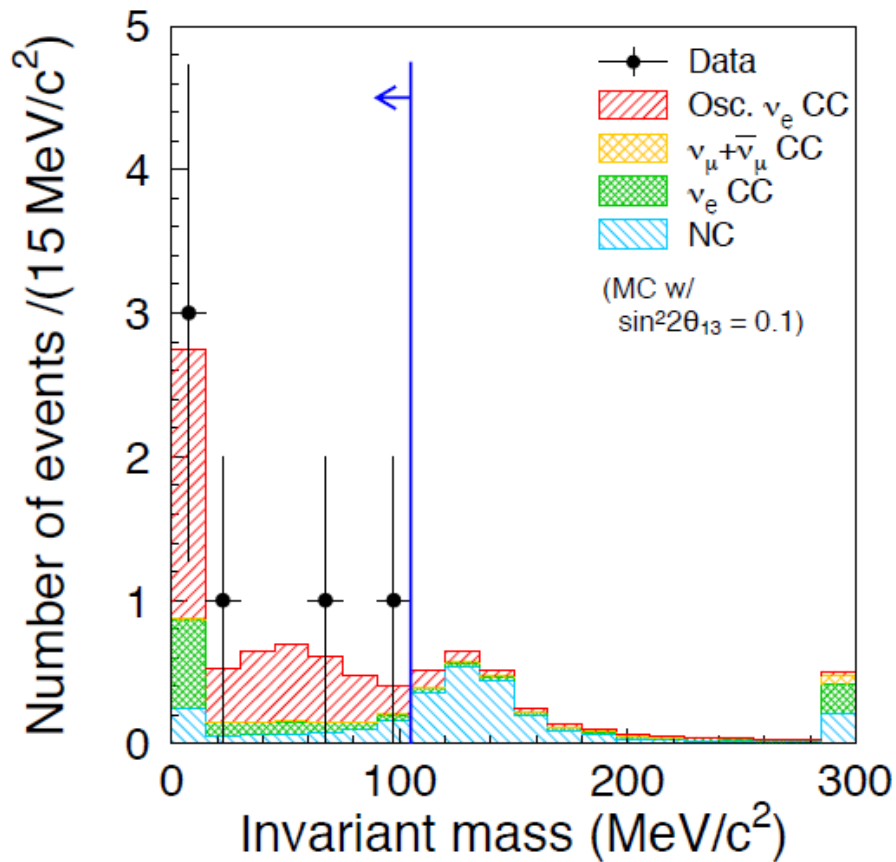 Number of events /(15 MeV/c²)
5
4
3
2
1
0
Data
Osc. νe CC
νμ+ν̅μ CC
νe CC
NC
(MC w/
sin²2θ₁₃ = 0.1)
0 100 200 300
Invariant mass (MeV/c²)